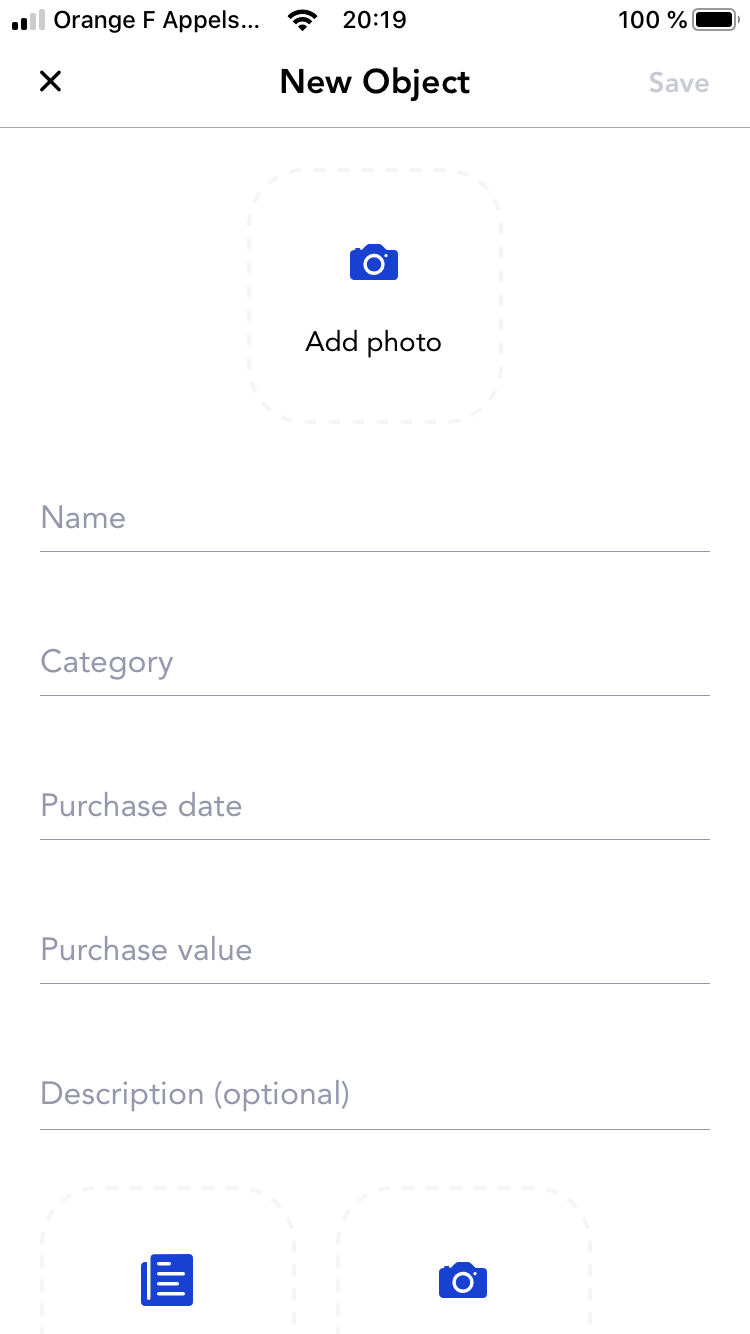 Orange F Appels... 20:19 100 %
New Object Save
Add photo
Name
Category
Purchase date
Purchase value
Description (optional)